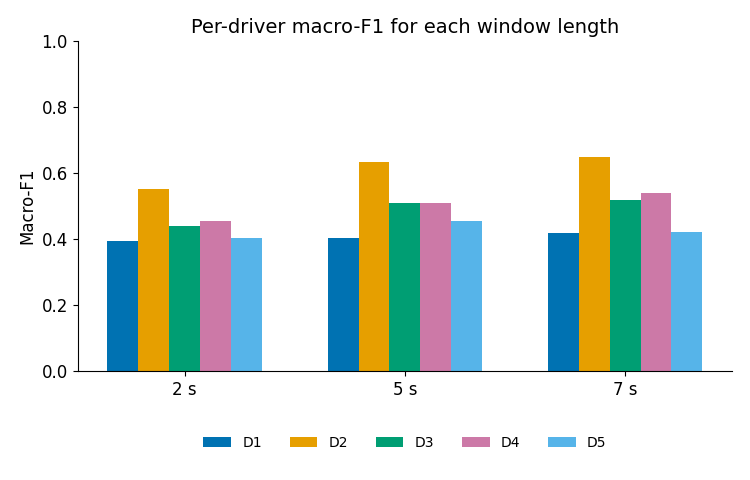 Per-driver macro-F1 for each window length
Macro-F1
1.0
0.8
0.6
0.4
0.2
0.0
2 s 5 s 7 s
D1 D2 D3 D4 D5